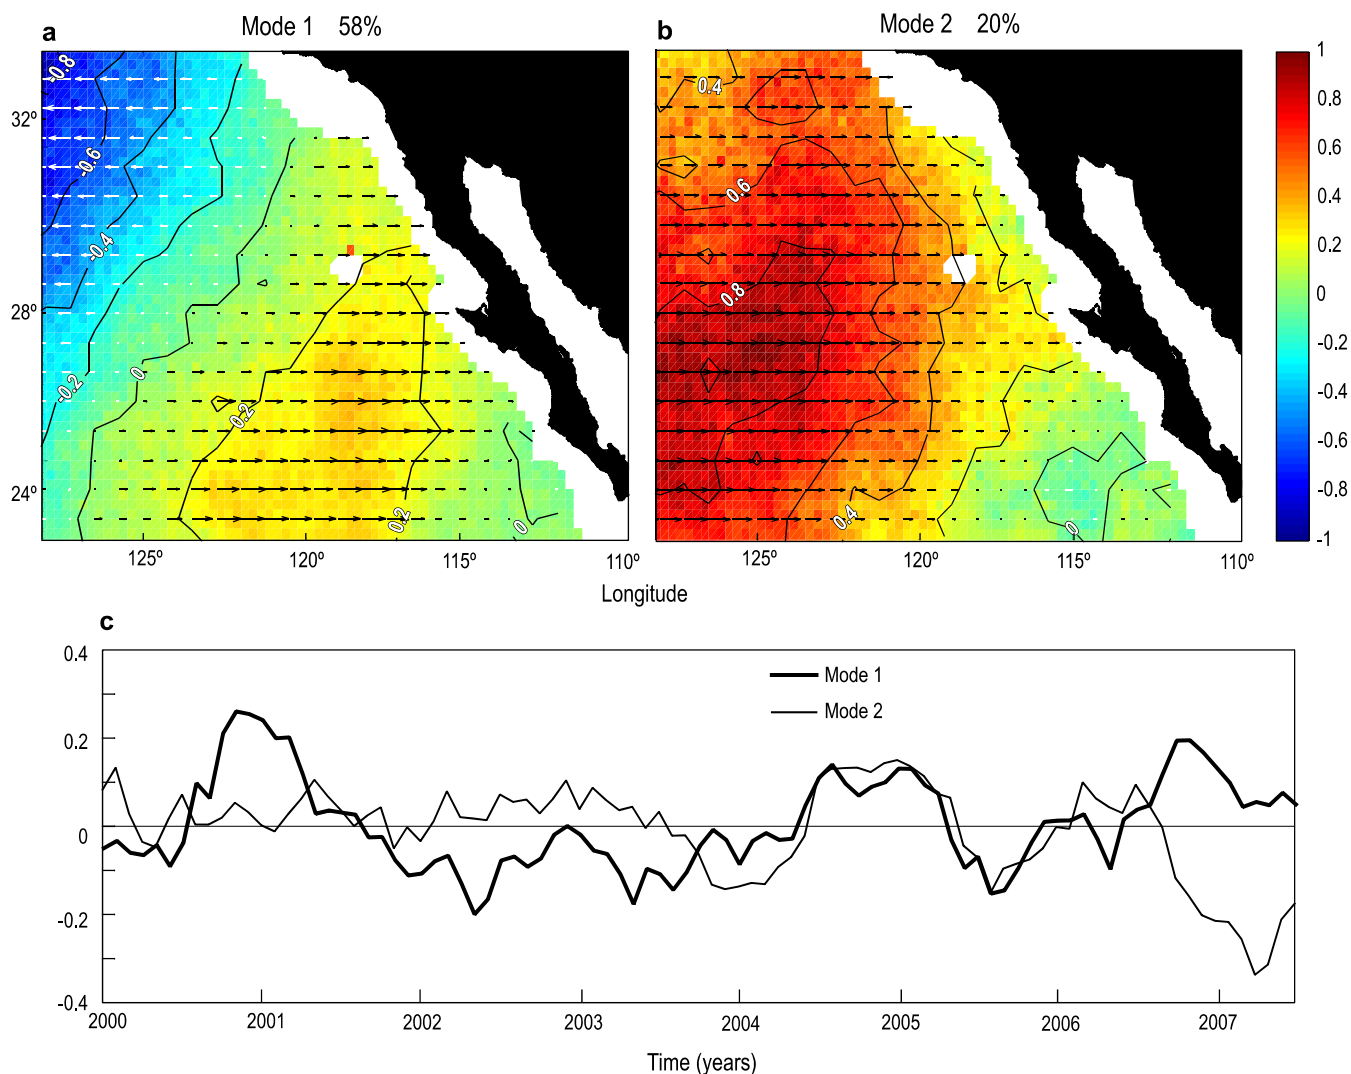 a
Mode 1 58%
b
Mode 2 20%
-0.8
-0.6
-0.4
-0.2
0
0.2
0.2
0
32º
28º
24º
125º
120º
115º
110º
0.4
0.6
0.8
0.4
0
125º
120º
115º
110º
1
0.8
0.6
0.4
0.2
0
-0.2
-0.4
-0.6
-0.8
-1
Longitude
c
0.4
0.2
0
-0.2
-0.4
Mode 1
Mode 2
2000
2001
2002
2003
2004
2005
2006
2007
Time (years)